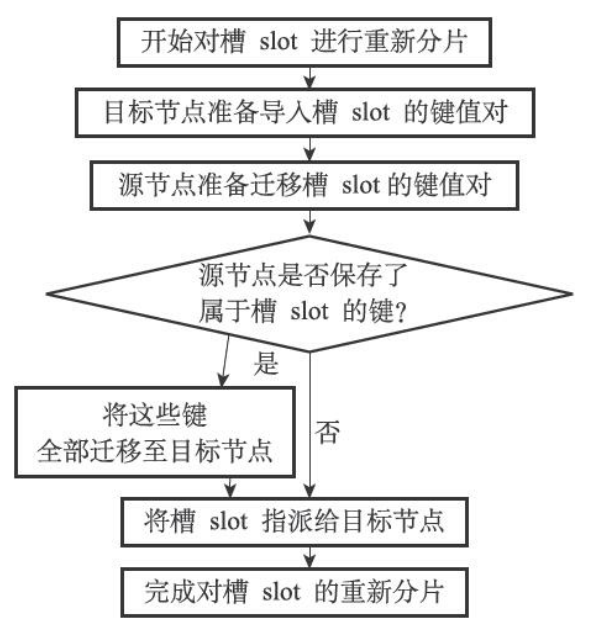 开始对槽 slot 进行重新分片
目标节点准备导入槽 slot 的键值对
源节点准备迁移槽 slot的键值对
源节点是否保存了
属于槽 slot 的键?
是
将这些键
全部迁移至目标节点
否
将槽 slot 指派给目标节点
完成对槽 slot 的重新分片